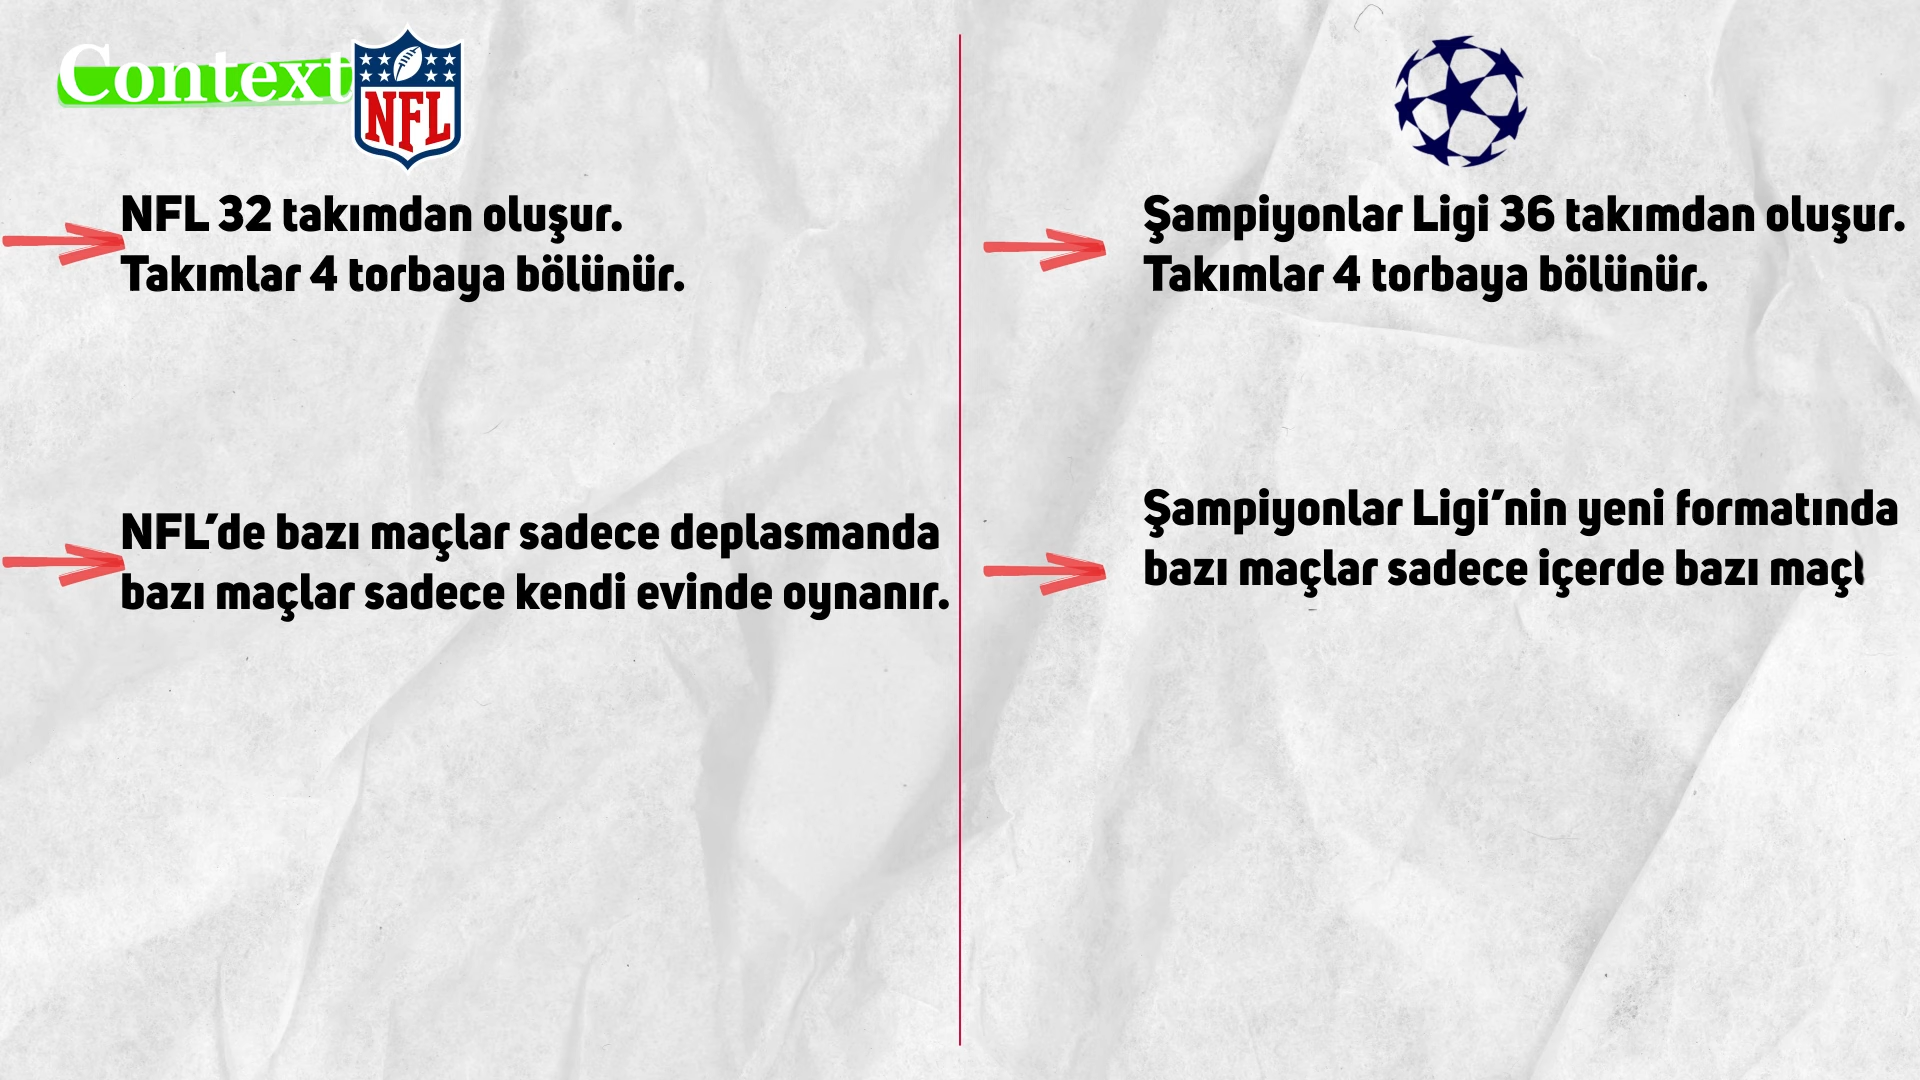 Context
NFL
NFL 32 takımdan oluşur.
Takımlar 4 torbaya bölünür.
NFL'de bazı maçlar sadece deplasmanda
bazı maçlar sadece kendi evinde oynanır.
Şampiyonlar Ligi 36 takımdan oluşur.
Takımlar 4 torbaya bölünür.
Şampiyonlar Ligi'nin yeni formatında
bazı maçlar sadece içerde bazı maçl